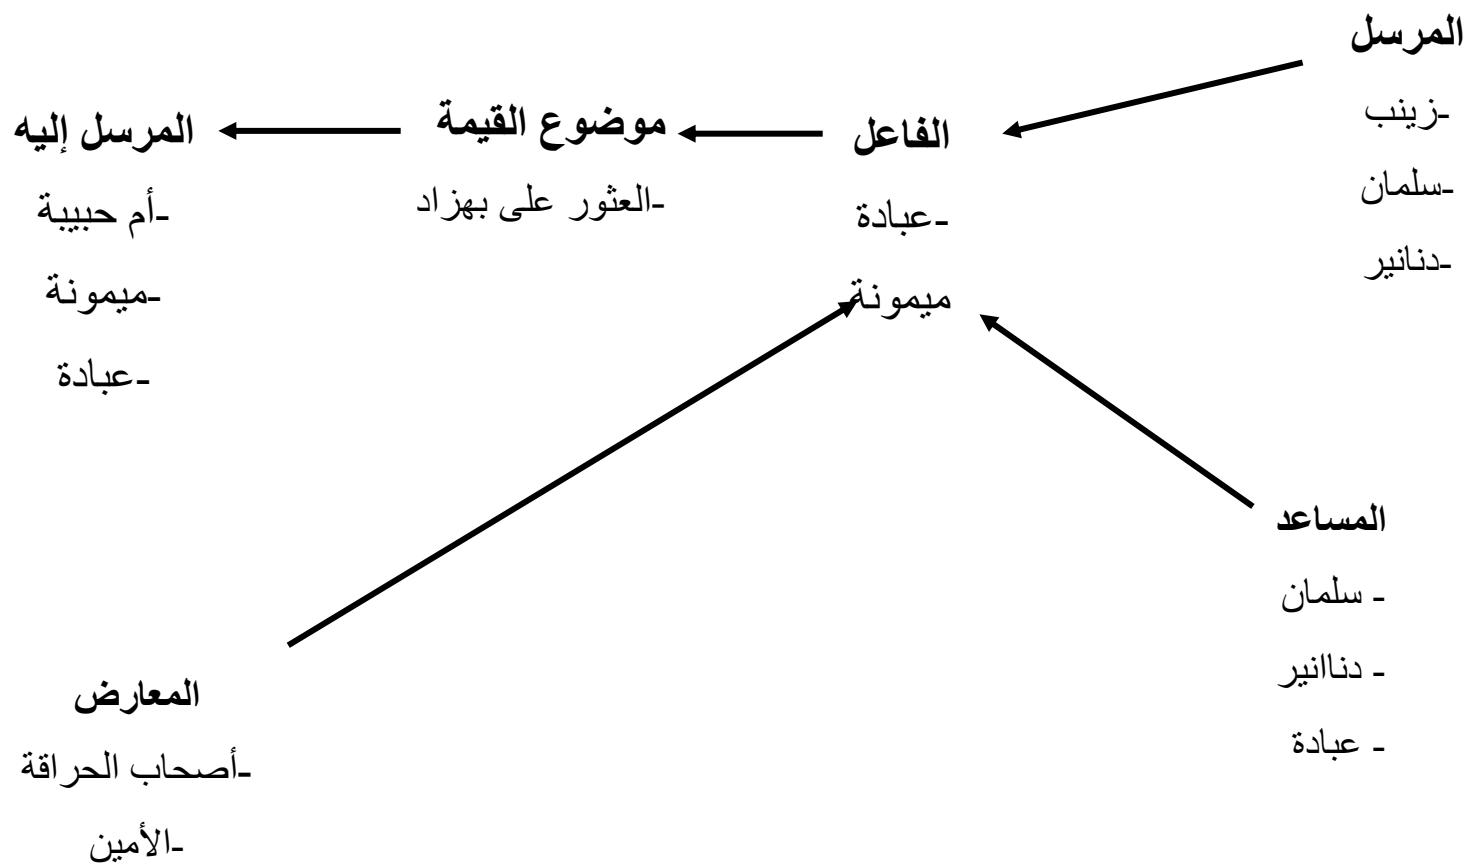 المرسل
-زينب
-سلمان
-دنانير
الفاعل
-عبادة
ميمونة
موضوع القيمة
-العثور على بهزاد
المرسل إليه
-أم حبيبة
-ميمونة
-عبادة
المساعد
- سلمان
- دناانير
- عبادة
المعارض
-أصحاب الحراقة
-الأمين